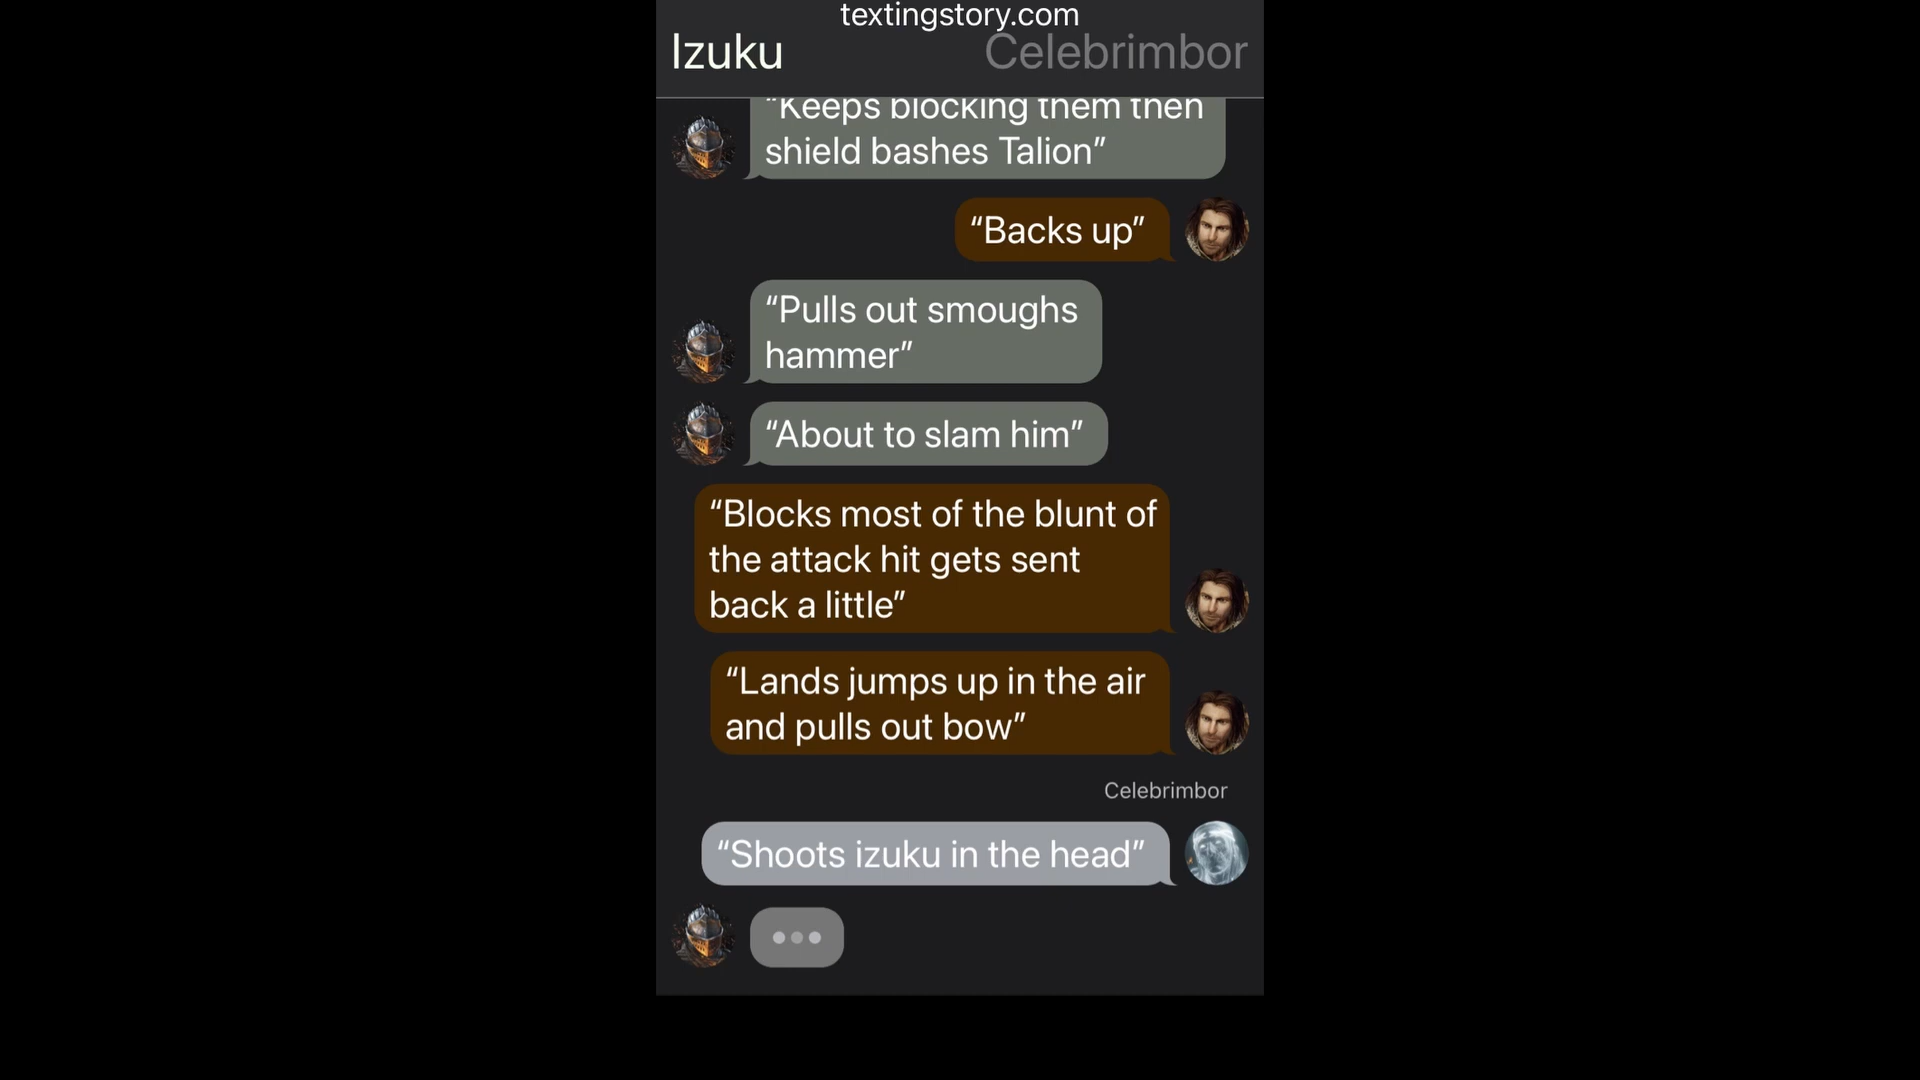 textingstory.com
Izuku
Celebrimbor
“Keeps blocking them then
shield bashes Talion”
“Backs up”
“Pulls out smoughs
hammer”
“About to slam him”
“Blocks most of the blunt of
the attack hit gets sent
back a little”
“Lands jumps up in the air
and pulls out bow”
Celebrimbor
“Shoots izuku in the head”